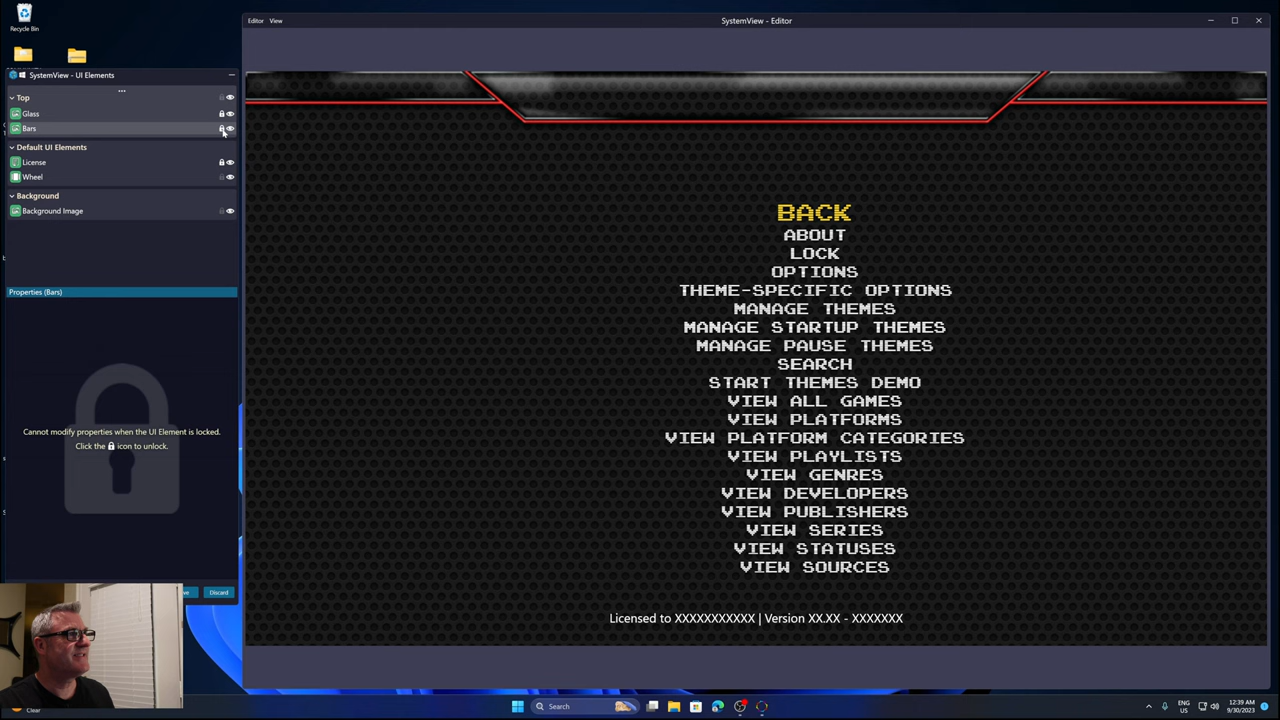 Recycle Bin
Editor View
SystemView - Editor
SystemView - UI Elements
Top
Glass
Bars
Default UI Elements
License
Wheel
Background
Background Image
Properties (Bars)
Cannot modify properties when the UI Element is locked.
Click the icon to unlock.
Discard
BACK
ABOUT
LOCK
OPTIONS
THEME-SPECIFIC OPTIONS
MANAGE THEMES
MANAGE STARTUP THEMES
MANAGE PAUSE THEMES
SEARCH
START THEMES DEMO
VIEW ALL GAMES
VIEW PLATFORMS
VIEW PLATFORM CATEGORIES
VIEW PLAYLISTS
VIEW GENRES
VIEW DEVELOPERS
VIEW PUBLISHERS
VIEW SERIES
VIEW STATUSES
VIEW SOURCES
Licensed to XXXXXXXXXXX | Version XX.XX - XXXXXXX
Clear
Search
ENG
US
12:39 AM
9/30/2023